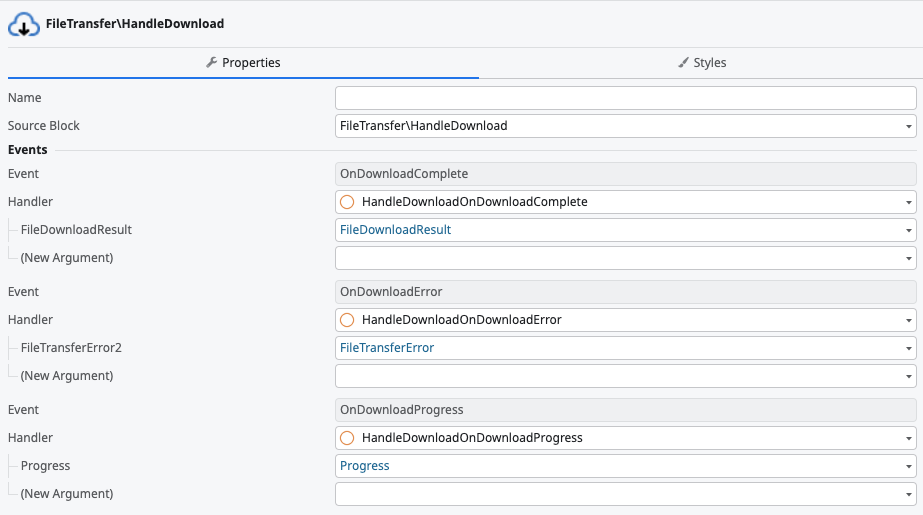 FileTransfer\HandleDownload
Properties Styles
Name
Source Block FileTransfer\HandleDownload
Events
Event OnDownloadComplete
Handler HandleDownloadOnDownloadComplete
FileDownloadResult FileDownloadResult
(New Argument)
Event OnDownloadError
Handler HandleDownloadOnDownloadError
FileTransferError2 FileTransferError
(New Argument)
Event OnDownloadProgress
Handler HandleDownloadOnDownloadProgress
Progress Progress
(New Argument)